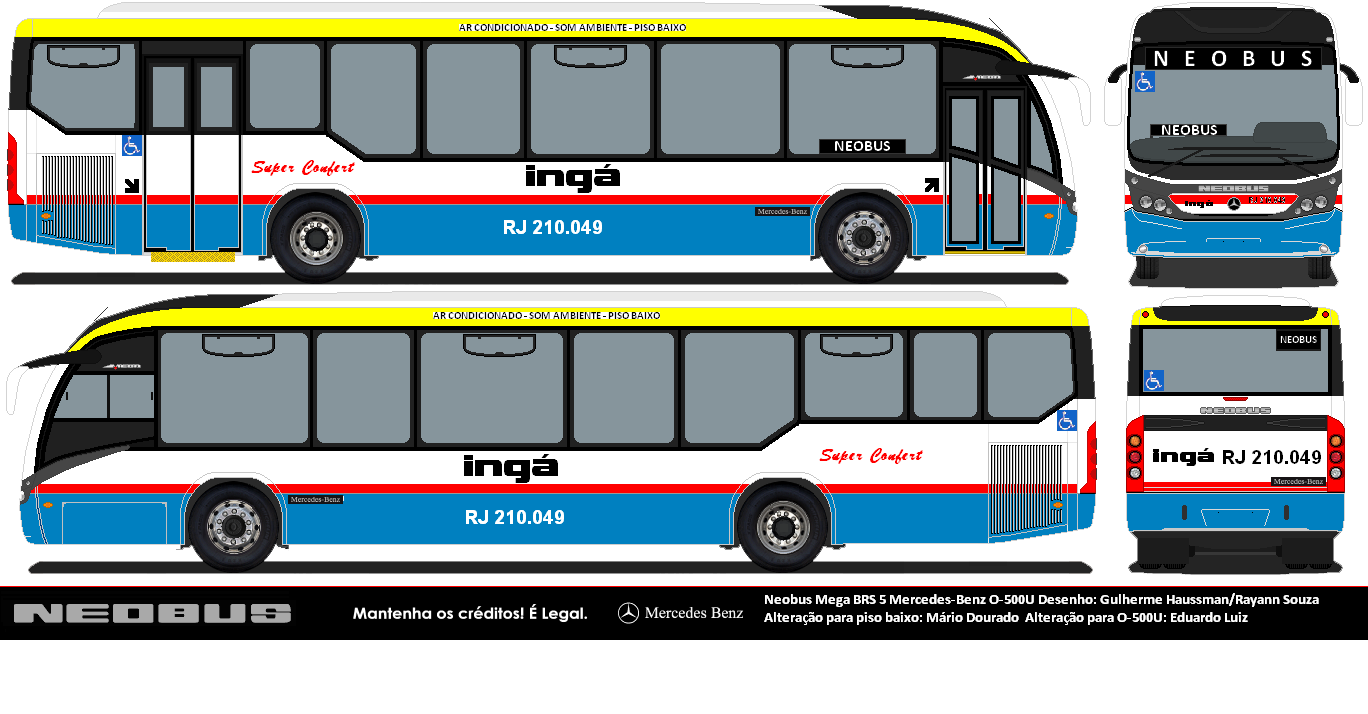 AR CONDICIONADO - SOM AMBIENTE - PISO BAIXO
NEOBUS
Super Confert
ingá
Mercedes-Benz
RJ 210.049
N E O B U S
NEOBUS
NEOBUS
ingá
AR CONDICIONADO - SOM AMBIENTE - PISO BAIXO
Super Confert
ingá
Mercedes-Benz
RJ 210.049
NEOBUS
NEOBUS
ingá RJ 210.049
Mercedes-Benz
NEOBUS
Mantenha os créditos! É Legal.
Mercedes Benz
Neobus Mega BRS 5 Mercedes-Benz O-500U Desenho: Gulherme Haussman/Rayann Souza
Alteração para piso baixo: Mário Dourado Alteração para O-500U: Eduardo Luiz